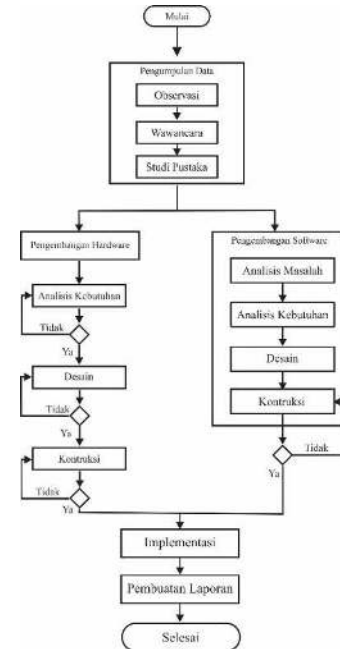 Mulai
Pengumpulan Data
Observasi
Wawancara
Studi Pustaka
Pengembangan Hardware
Analisis Kebutuhan
Tidak
Ya
Desain
Tidak
Ya
Kontruksi
Tidak
Ya
Pengembangan Software
Analisis Masalah
Analisis Kebutuhan
Desain
Kontruksi
Tidak
Ya
Implementasi
Pembuatan Laporan
Selesai